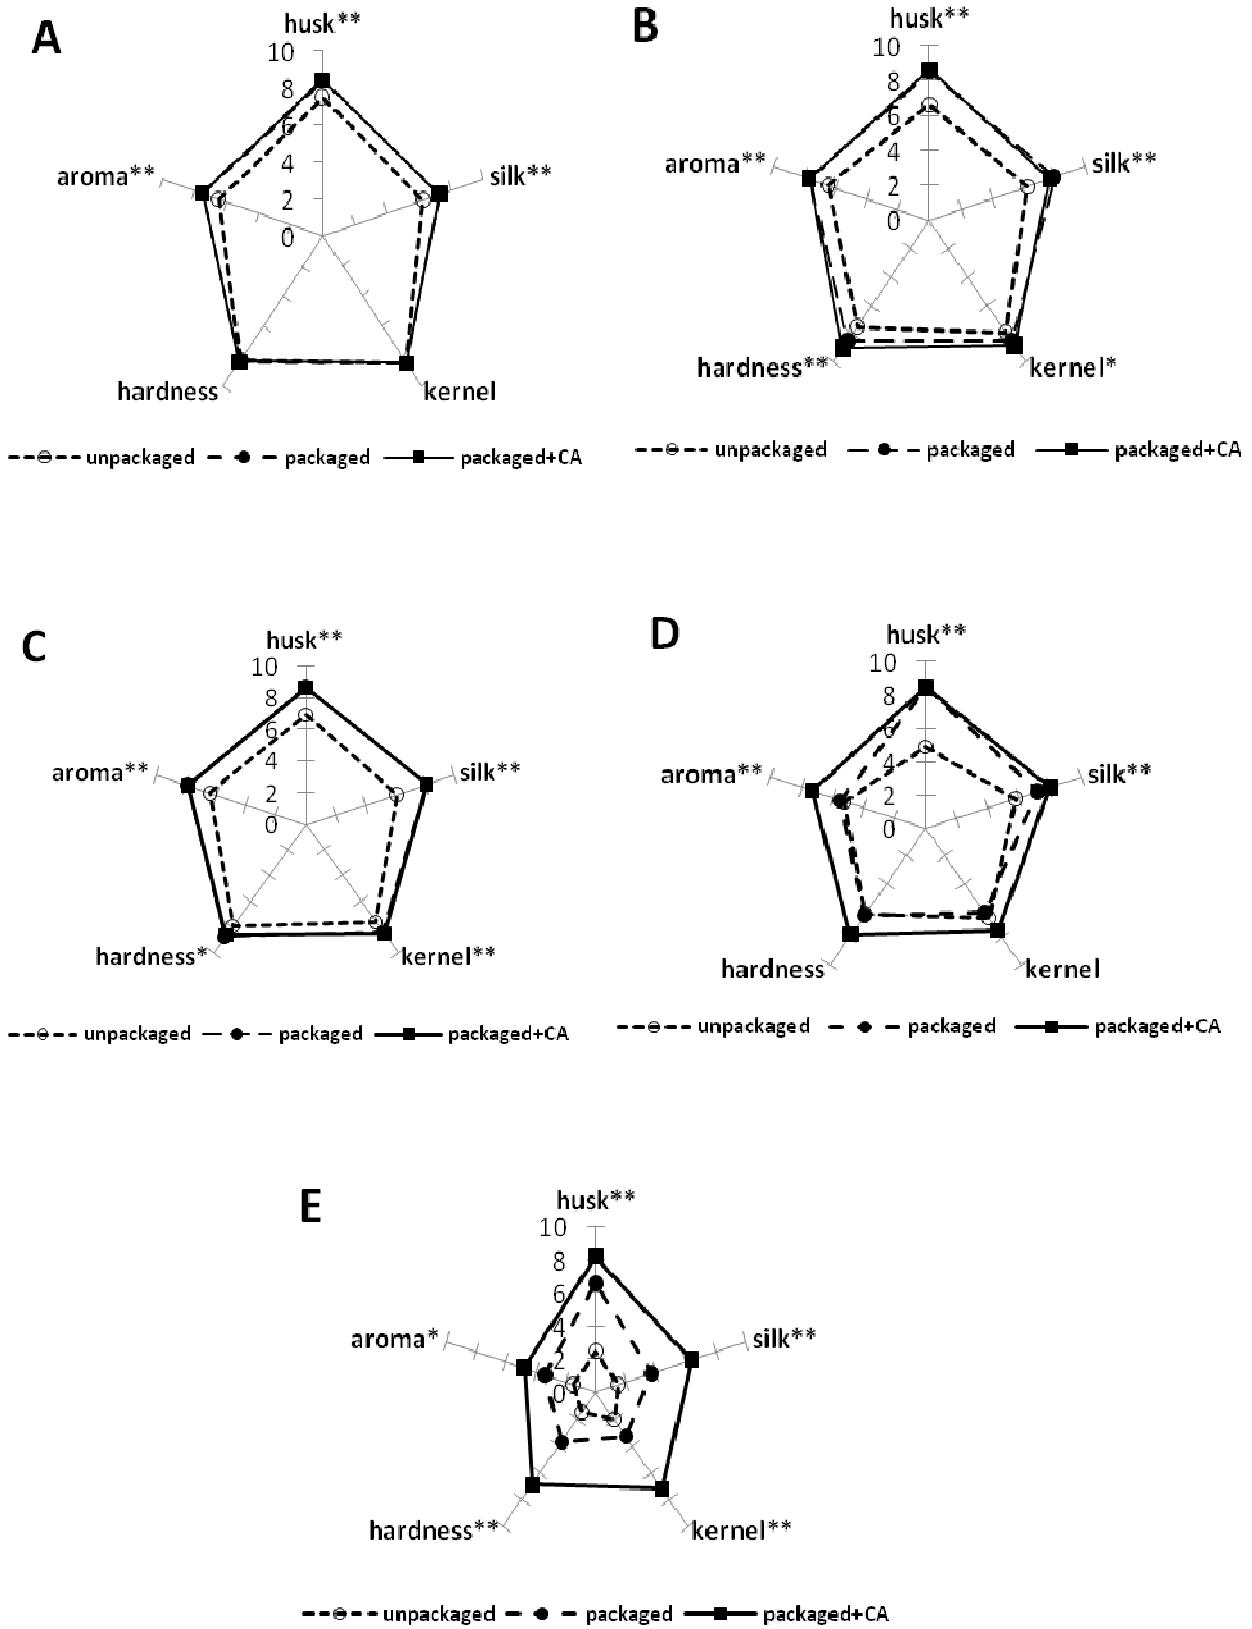 A
husk**
10
8
6
4
2
0
aroma**
silk**
hardness
kernel
unpackaged packaged packaged+CA
B
husk**
10
8
6
4
2
0
aroma**
silk**
hardness**
kernel*
unpackaged packaged packaged+CA
C
husk**
10
8
6
4
2
0
aroma**
silk**
hardness*
kernel**
unpackaged packaged packaged+CA
D
husk**
10
8
6
4
2
0
aroma**
silk**
hardness
kernel
unpackaged packaged packaged+CA
E
husk**
10
8
6
4
2
0
aroma*
silk**
hardness**
kernel**
unpackaged packaged packaged+CA